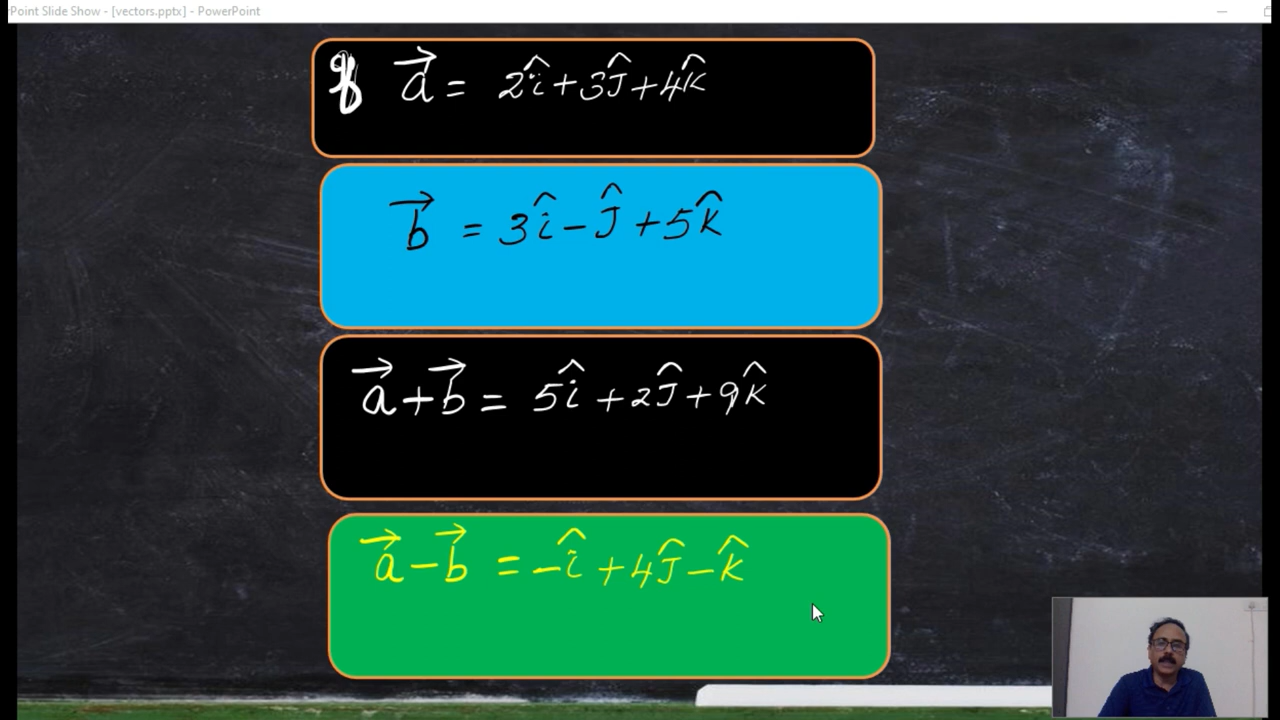 Point Slide Show - [vectors.pptx] - PowerPoint
If a⃗ = 2î+3ĵ+4k̂
b⃗ = 3î-ĵ+5k̂
a⃗+b⃗ = 5î+2ĵ+9k̂
a⃗-b⃗ = -î+4ĵ-k̂